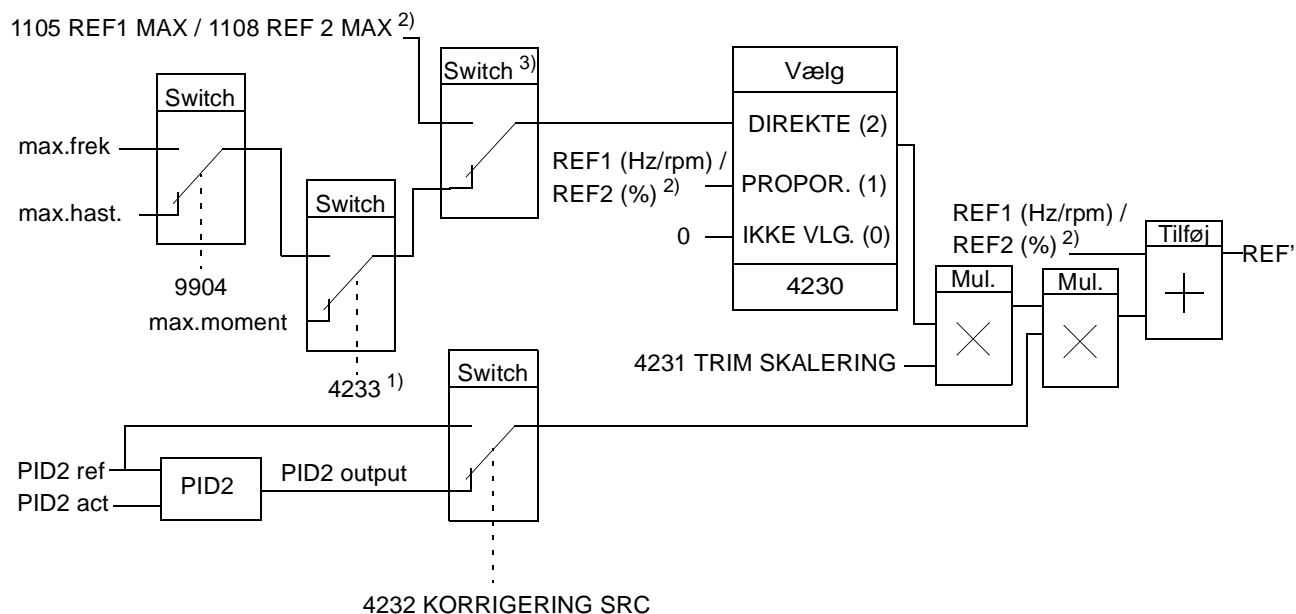 1105 REF1 MAX / 1108 REF 2 MAX 2)
Switch
max.frek
max.hast.
9904
Switch
max.moment
4233 1)
Switch 3)
Vælg
DIREKTE (2)
REF1 (Hz/rpm) /
REF2 (%) 2)
PROPOR. (1)
0
IKKE VLG. (0)
4230
REF1 (Hz/rpm) /
REF2 (%) 2)
Tilføj
REF'
Mul.
Mul.
4231 TRIM SKALERING
Switch
PID2 ref
PID2 act
PID2
PID2 output
4232 KORRIGERING SRC